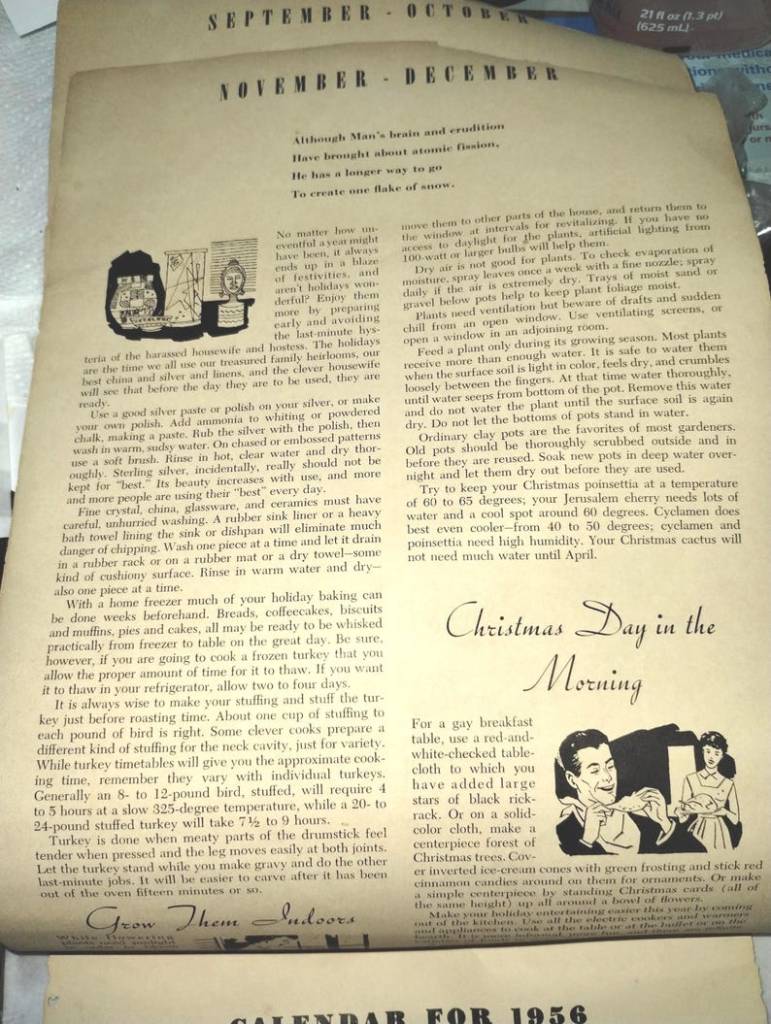 SEPTEMBER - OCTOBER
21 fl oz (1.3 pt)
(625 mL)
NOVEMBER - DECEMBER
Although Man's brain and erudition
Have brought about atomic fission,
He has a longer way to go
To create one flake of snow.
No matter how un-
eventful a year might
have been, it always
ends up in a blaze
of festivities, and
aren't holidays won-
derful? Enjoy them
more by preparing
early and avoiding
the last-minute hys-
teria of the harassed housewife and hostess. The holidays
are the time we all use our treasured family heirlooms, our
best china and silver and linens, and the clever housewife
will see that before the day they are to be used, they are
ready.
Use a good silver paste or polish on your silver, or make
your own polish. Add ammonia to whiting or powdered
chalk, making a paste. Rub the silver with the polish, then
wash in warm, sudsy water. On chased or embossed patterns
use a soft brush. Rinse in hot, clear water and dry thor-
oughly. Sterling silver, incidentally, really should not be
kept for "best." Its beauty increases with use, and more
and more people are using their "best" every day.
Fine crystal, china, glassware, and ceramics must have
careful, unhurried washing. A rubber sink liner or a heavy
bath towel lining the sink or dishpan will eliminate much
danger of chipping. Wash one piece at a time and let it drain
in a rubber rack or on a rubber mat or a dry towel—some
kind of cushiony surface. Rinse in warm water and dry—
also one piece at a time.
With a home freezer much of your holiday baking can
be done weeks beforehand. Breads, coffeecakes, biscuits
and muffins, pies and cakes, all may be ready to be whisked
practically from freezer to table on the great day. Be sure,
however, if you are going to cook a frozen turkey that you
allow the proper amount of time for it to thaw. If you want
it to thaw in your refrigerator, allow two to four days.
It is always wise to make your stuffing and stuff the tur-
key just before roasting time. About one cup of stuffing to
each pound of bird is right. Some clever cooks prepare a
different kind of stuffing for the neck cavity, just for variety.
While turkey timetables will give you the approximate cook-
ing time, remember they vary with individual turkeys.
Generally an 8- to 12-pound bird, stuffed, will require 4
to 5 hours at a slow 325-degree temperature, while a 20- to
24-pound stuffed turkey will take 7½ to 9 hours.
Turkey is done when meaty parts of the drumstick feel
tender when pressed and the leg moves easily at both joints.
Let the turkey stand while you make gravy and do the other
last-minute jobs. It will be easier to carve after it has been
out of the oven fifteen minutes or so.
Grow Them Indoors
While flowering
move them to other parts of the house, and return them to
the window at intervals for revitalizing. If you have no
access to daylight for the plants, artificial lighting from
100-watt or larger bulbs will help them.
Dry air is not good for plants. To check evaporation of
moisture, spray leaves once a week with a fine nozzle; spray
daily if the air is extremely dry. Trays of moist sand or
gravel below pots help to keep plant foliage moist.
Plants need ventilation but beware of drafts and sudden
chill from an open window. Use ventilating screens, or
open a window in an adjoining room.
Feed a plant only during its growing season. Most plants
receive more than enough water. It is safe to water them
when the surface soil is light in color, feels dry, and crumbles
loosely between the fingers. At that time water thoroughly,
until water seeps from bottom of the pot. Remove this water
and do not water the plant until the surface soil is again
dry. Do not let the bottoms of pots stand in water.
Ordinary clay pots are the favorites of most gardeners.
Old pots should be thoroughly scrubbed outside and in
before they are reused. Soak new pots in deep water over-
night and let them dry out before they are used.
Try to keep your Christmas poinsettia at a temperature
of 60 to 65 degrees; your Jerusalem cherry needs lots of
water and a cool spot around 60 degrees. Cyclamen does
best even cooler—from 40 to 50 degrees; cyclamen and
poinsettia need high humidity. Your Christmas cactus will
not need much water until April.
Christmas Day in the
Morning
For a gay breakfast
table, use a red-and-
white-checked table-
cloth to which you
have added large
stars of black rick-
rack. Or on a solid-
color cloth, make a
centerpiece forest of
Christmas trees. Cov-
er inverted ice-cream cones with green frosting and stick red
cinnamon candies around on them for ornaments. Or make
a simple centerpiece by standing Christmas cards (all of
the same height) up all around a bowl of flowers.
Make your holiday entertaining easier this year by coming
out of the kitchen. Use all the electric cookers and warmers
and appliances to cook at the table or at the buffet or on the
CALENDAR FOR 1956